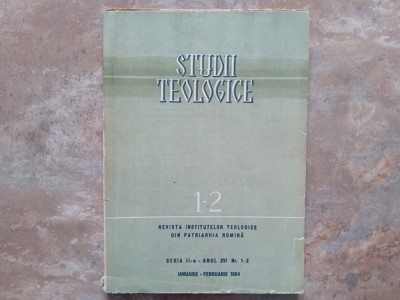 STUDII
TEOLOGICE
1-2
REVISTA INSTITUTELOR TEOLOGICE
DIN PATRIARHIA ROMINĂ
SERIA II-a - ANUL XVI Nr. 1-2
IANUARIE - FEBRUARIE 1964